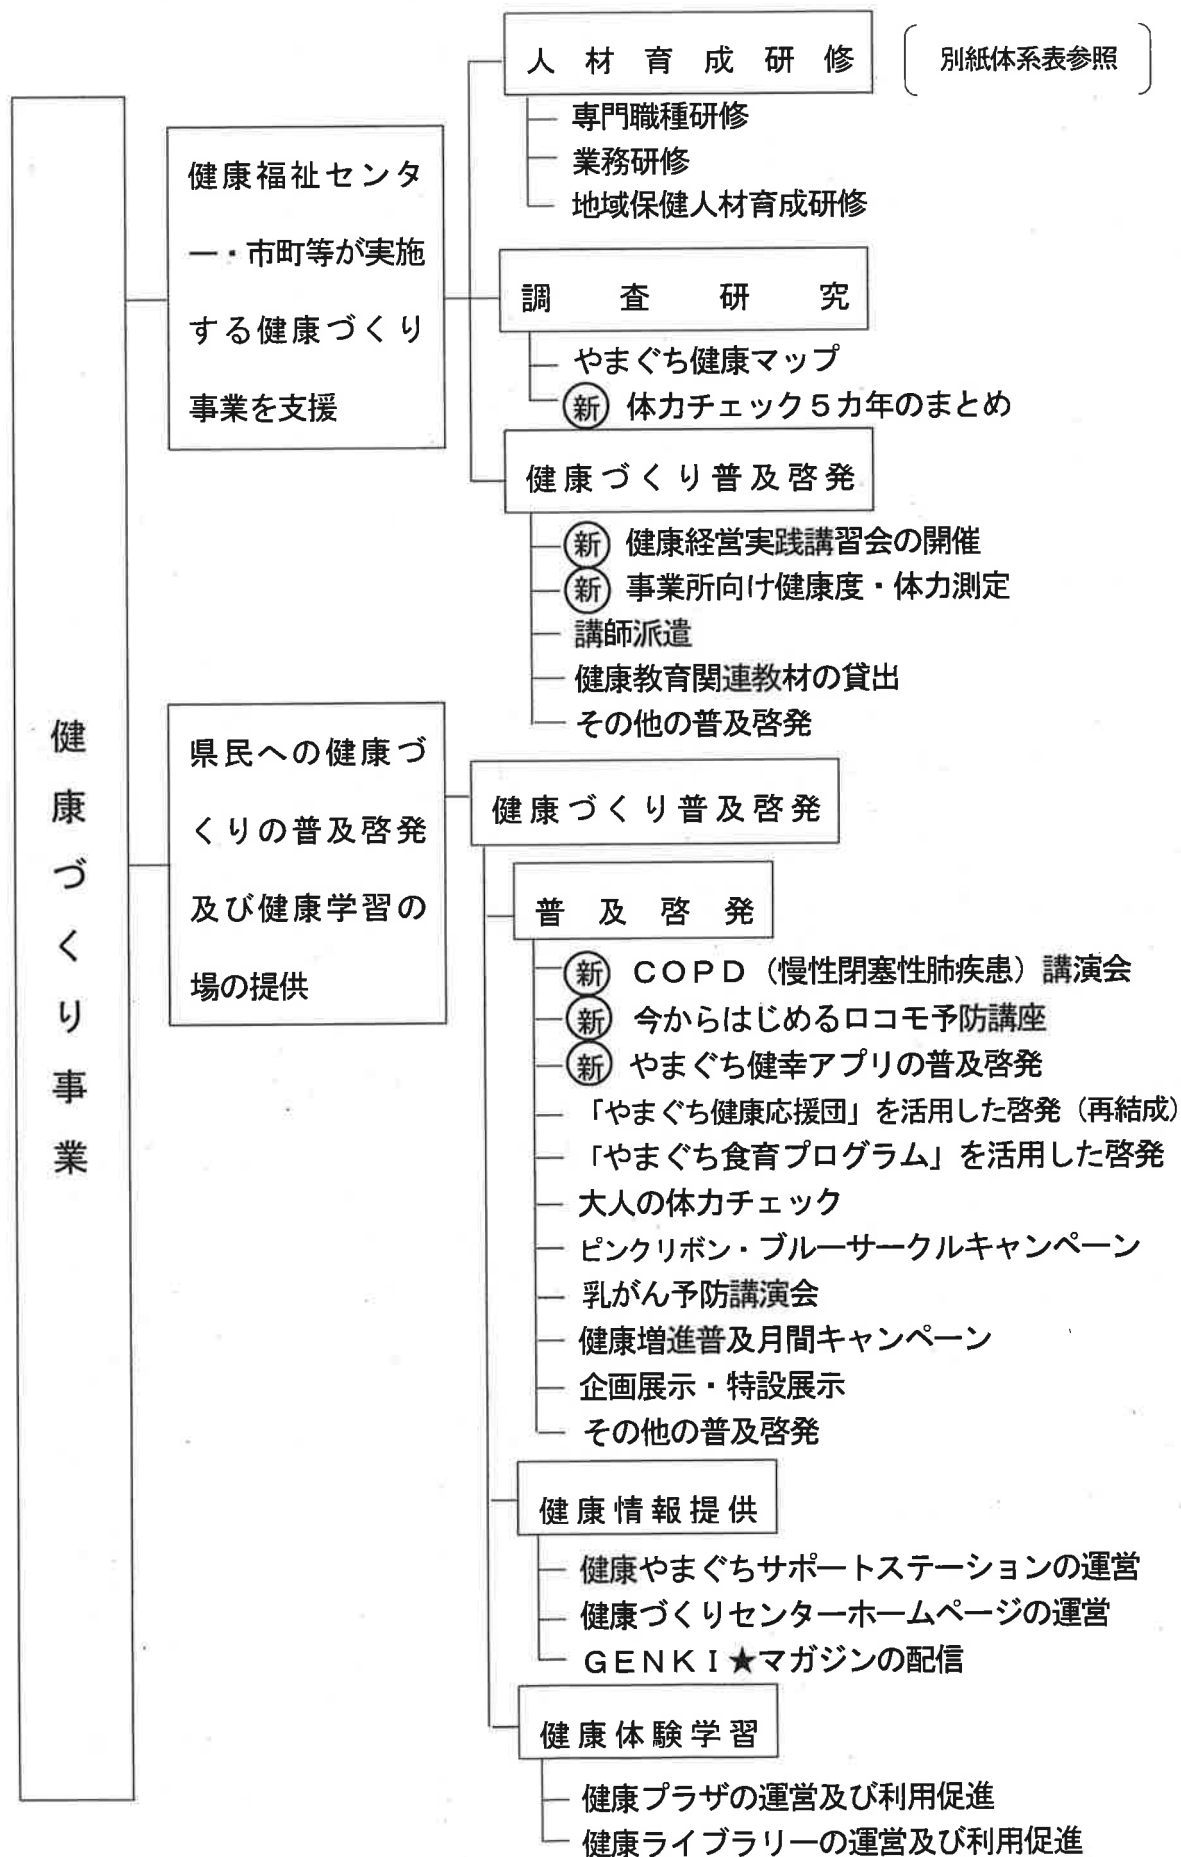 健康づくり事業
健康福祉センタ
ー・市町等が実施
する健康づくり
事業を支援
人材育成研修
別紙体系表参照
専門職種研修
業務研修
地域保健人材育成研修
調査研究
やまぐち健康マップ
新 体力チェック5カ年のまとめ
健康づくり普及啓発
新 健康経営実践講習会の開催
新 事業所向け健康度・体力測定
講師派遣
健康教育関連教材の貸出
その他の普及啓発
県民への健康づ
くりの普及啓発
及び健康学習の
場の提供
健康づくり普及啓発
普及啓発
新 COPD(慢性閉塞性肺疾患)講演会
新 今からはじめるロコモ予防講座
新 やまぐち健幸アプリの普及啓発
「やまぐち健康応援団」を活用した啓発(再結成)
「やまぐち食育プログラム」を活用した啓発
大人の体力チェック
ピンクリボン・ブルーサークルキャンペーン
乳がん予防講演会
健康増進普及月間キャンペーン
企画展示・特設展示
その他の普及啓発
健康情報提供
健康やまぐちサポートステーションの運営
健康づくりセンターホームページの運営
GENKI★マガジンの配信
健康体験学習
健康プラザの運営及び利用促進
健康ライブラリーの運営及び利用促進